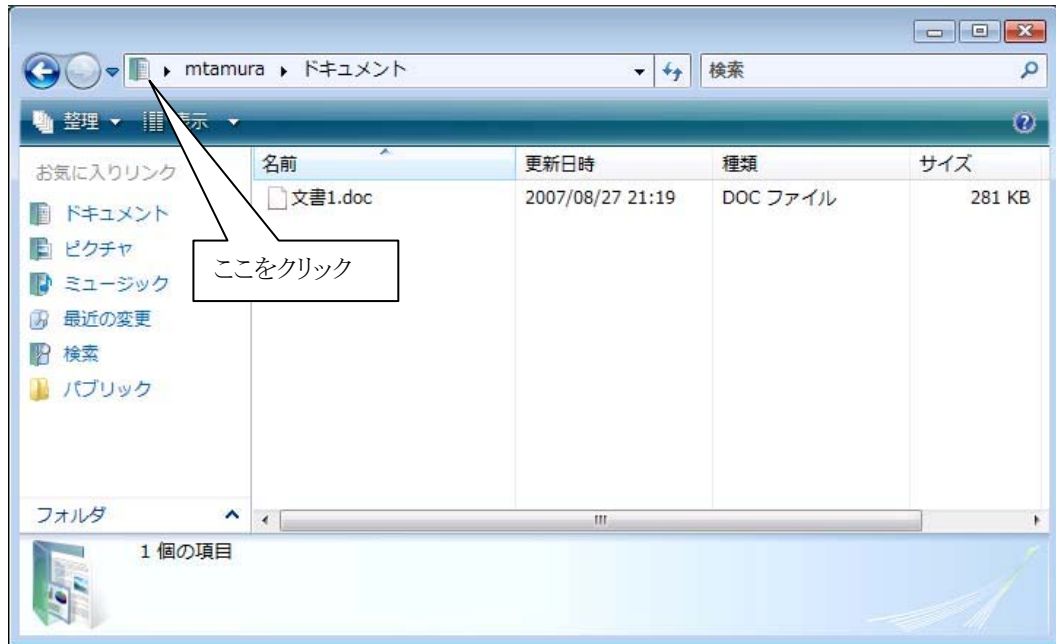 mtamura ドキュメント 検索
整理 表示
お気に入りリンク
ドキュメント
ピクチャ
ミュージック
最近の変更
検索
パブリック
フォルダ
名前 更新日時 種類 サイズ
文書1.doc 2007/08/27 21:19 DOC ファイル 281 KB
ここをクリック
1 個の項目